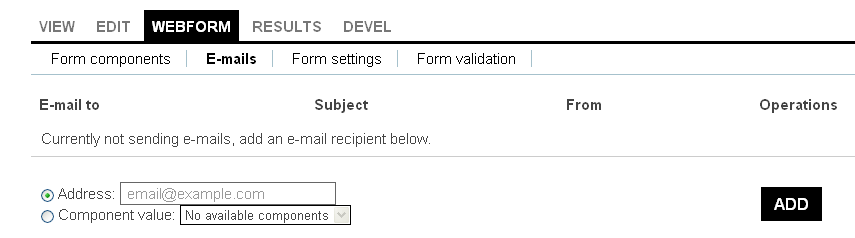 VIEW EDIT WEBFORM RESULTS DEVEL
Form components E-mails Form settings Form validation
E-mail to Subject From Operations
Currently not sending e-mails, add an e-mail recipient below.
Address: email@example.com
ADD
Component value: No available components